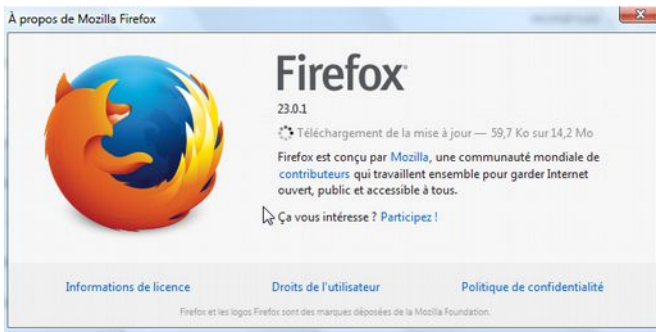 À propos de Mozilla Firefox
Firefox
23.0.1
Téléchargement de la mise à jour — 59,7 Ko sur 14,2 Mo
Firefox est conçu par Mozilla, une communauté mondiale de
contributeurs qui travaillent ensemble pour garder Internet
ouvert, public et accessible à tous.
Ça vous intéresse ? Participez !
Informations de licence Droits de l'utilisateur Politique de confidentialité
Firefox et les logos Firefox sont des marques déposées de la Mozilla Foundation.